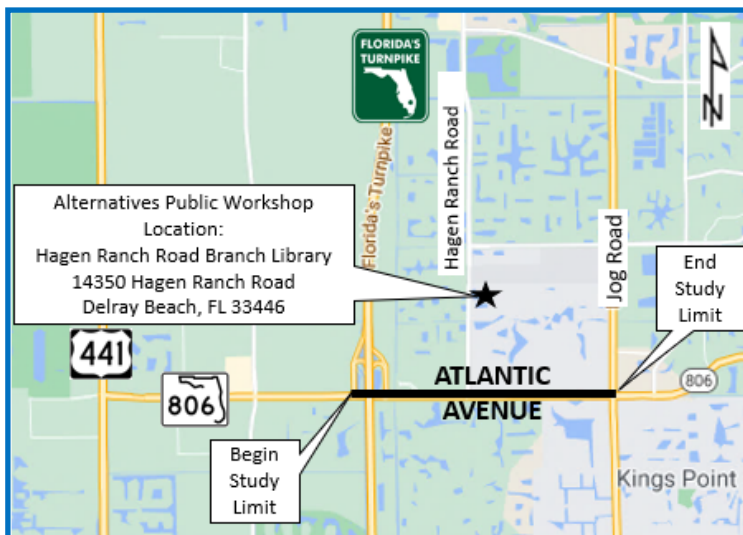 FLORIDA'S
TURNPIKE
Hagen Ranch Road
Florida's Turnpike
N
Alternatives Public Workshop
Location:
Hagen Ranch Road Branch Library
14350 Hagen Ranch Road
Delray Beach, FL 33446
Jog Road
End
Study
Limit
441
806
ATLANTIC
AVENUE
806
Begin
Study
Limit
Kings Point